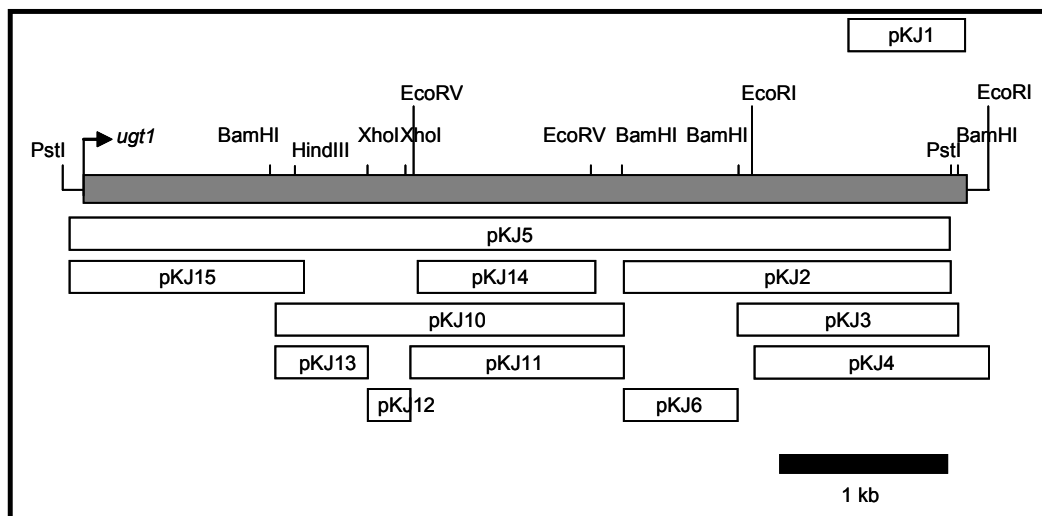 pKJ1
EcoRV
EcoRI
EcoRI
ugt1
BamHI
XhoI
XhoI
EcoRV
BamHI
BamHI
BamHI
PstI
HindIII
PstI
pKJ5
pKJ15
pKJ14
pKJ2
pKJ10
pKJ3
pKJ13
pKJ11
pKJ4
pKJ12
pKJ6
1 kb